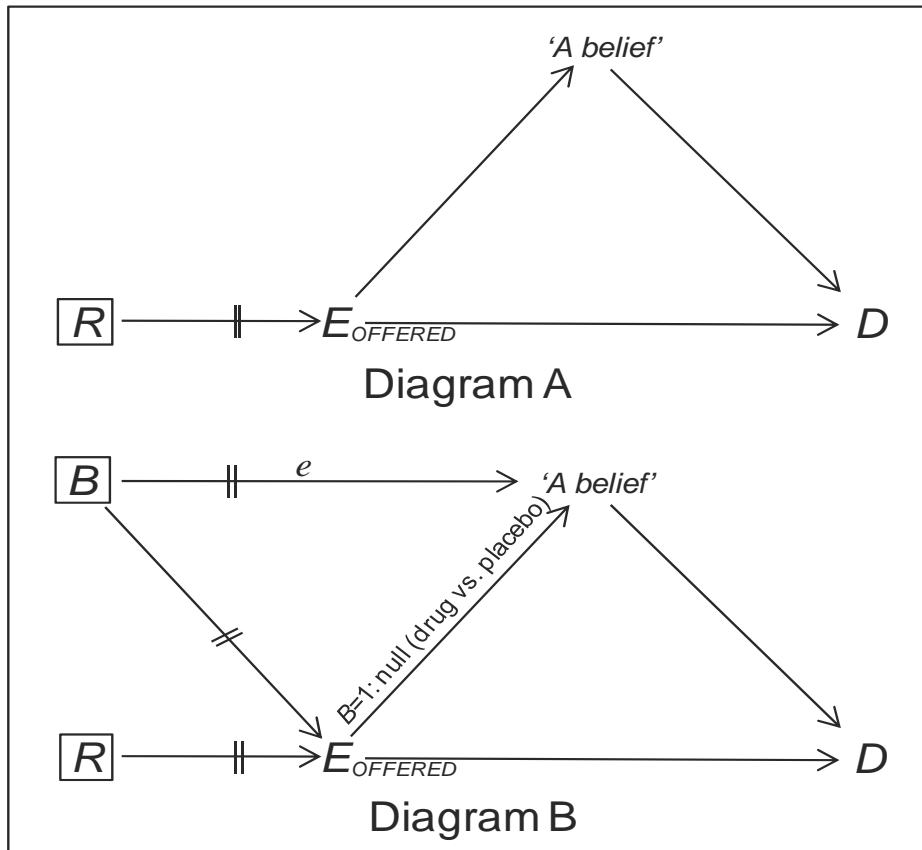 'A belief'
R E OFFERED D
Diagram A
B e 'A belief'
B=1: null (drug vs. placebo)
R E OFFERED D
Diagram B